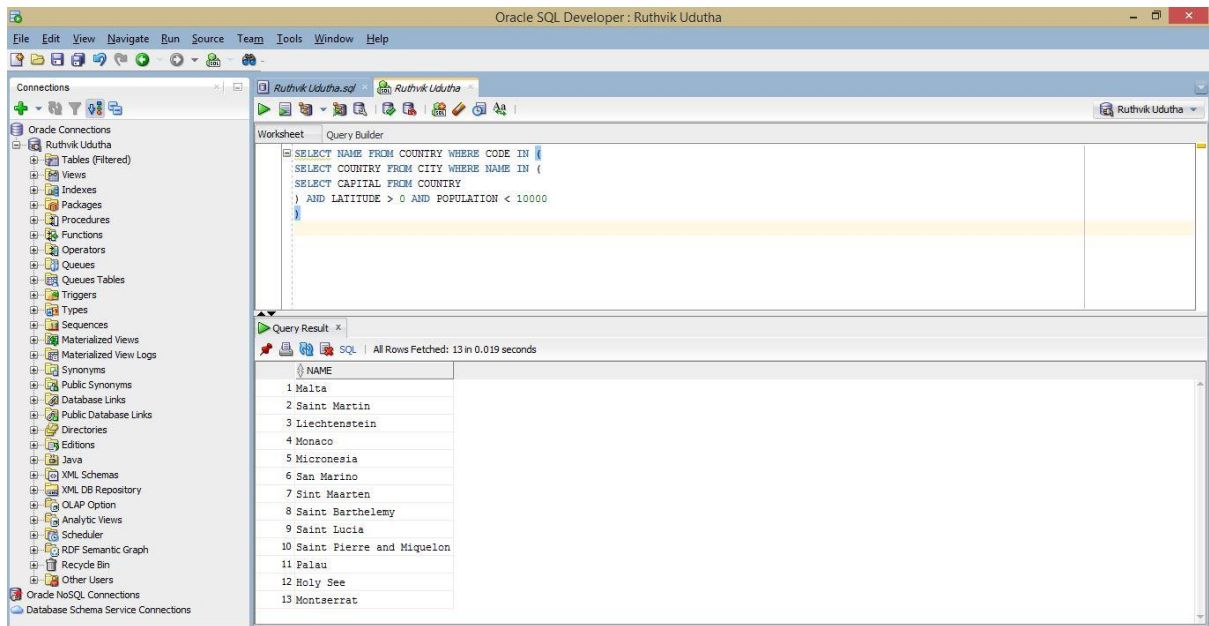 Oracle SQL Developer : Ruthvik Ududtha
File Edit View Navigate Run Source Team Tools Window Help
Connections
Ruthvik Udutha.sql
Ruthvik Udutha
Ruthvik Udutha
Oracle Connections
Ruthvik Udutha
Tables (Filtered)
Views
Indexes
Packages
Procedures
Functions
Operators
Queues
Queues Tables
Triggers
Types
Sequences
Materialized Views
Materialized View Logs
Synonyms
Public Synonyms
Database Links
Public Database Links
Directories
Editions
Java
XML Schemas
XML DB Repository
OLAP Option
Analytic Views
Scheduler
RDF Semantic Graph
Recycle Bin
Other Users
Oracle NoSQL Connections
Database Schema Service Connections
Worksheet Query Builder
SELECT NAME FROM COUNTRY WHERE CODE IN (
SELECT COUNTRY FROM CITY WHERE NAME IN (
SELECT CAPITAL FROM COUNTRY
) AND LATITUDE > 0 AND POPULATION < 10000
)
Query Result x
SQL | All Rows Fetched: 13 in 0.019 seconds
NAME
1 Malta
2 Saint Martin
3 Liechtenstein
4 Monaco
5 Micronesia
6 San Marino
7 Sint Maarten
8 Saint Barthelemy
9 Saint Lucia
10 Saint Pierre and Miquelon
11 Palau
12 Holy See
13 Montserrat